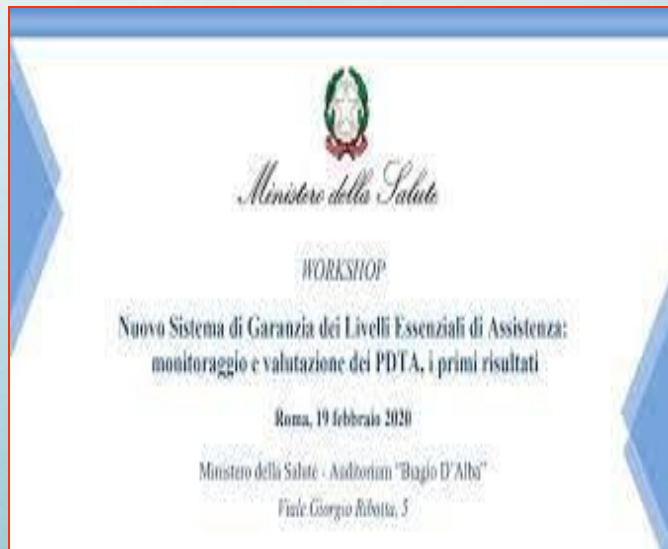 Ministero della Salute
WORKSHOP
Nuovo Sistema di Garanzia dei Livelli Essenziali di Assistenza:
monitoraggio e valutazione dei PDTA, i primi risultati
Roma, 19 febbraio 2020
Ministero della Salute - Auditorium "Biagio D'Alba"
Viale Giorgio Ribotta, 5